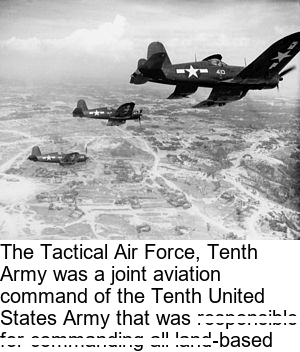 The Tactical Air Force, Tenth
Army was a joint aviation
command of the Tenth United
States Army that was
-based